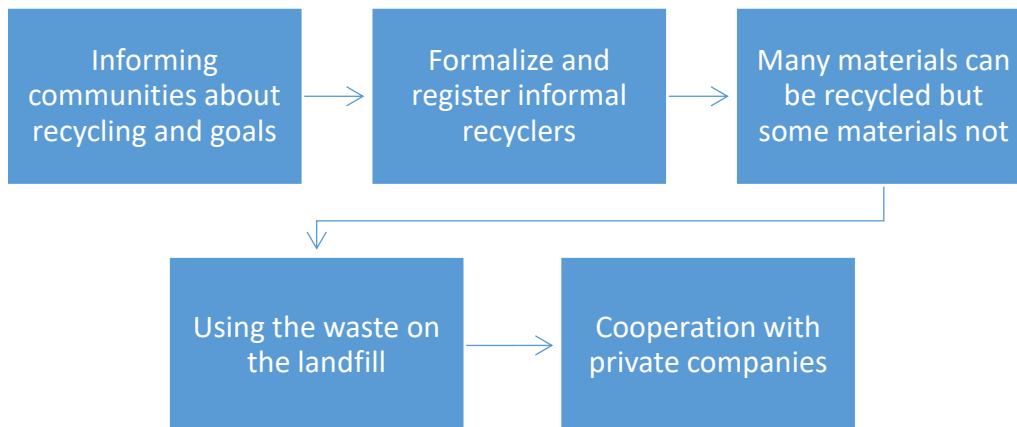 Informing
communities about
recycling and goals
Formalize and
register informal
recyclers
Many materials can
be recycled but
some materials not
Using the waste on
the landfill
Cooperation with
private companies